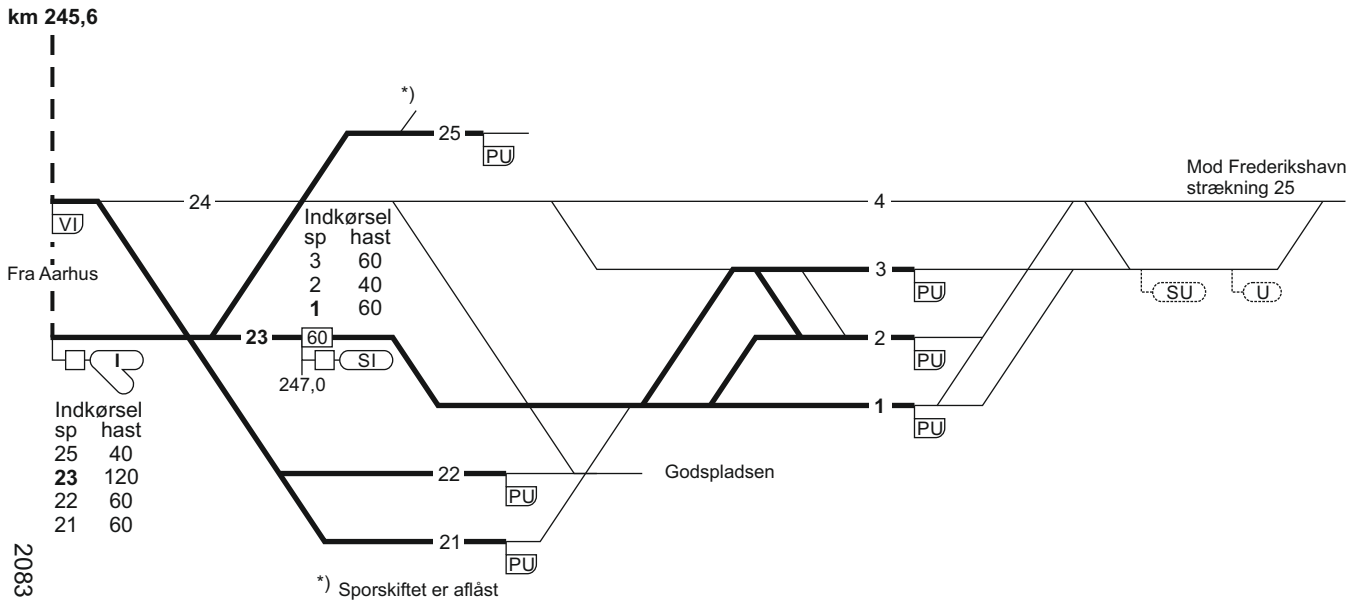 km 245,6
*)
25
PU
Mod Frederikshavn
strækning 25
24
4
VI
Indkørsel
sp hast
3 60
2 40
1 60
Fra Aarhus
3
PU
SU
U
23
60
2
I
SI
PU
247,0
1
PU
Indkørsel
sp hast
25 40
23 120
22 60
21 60
22
Godspladsen
PU
21
PU
*) Sporskiftet er aflåst
2083